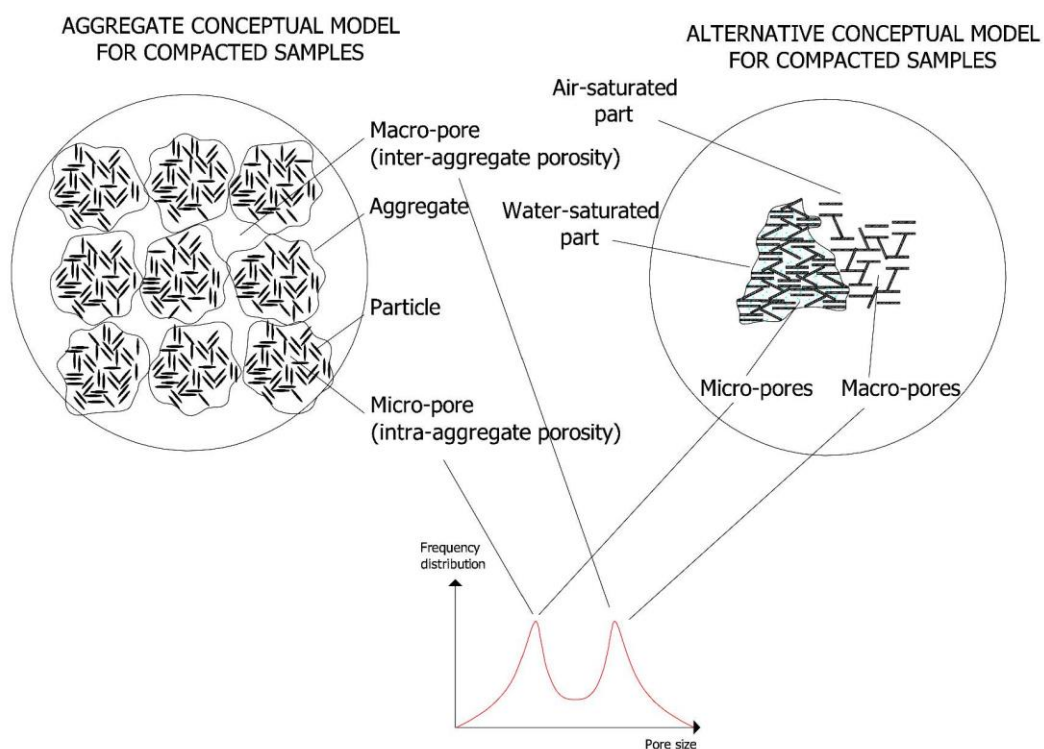 AGGREGATE CONCEPTUAL MODEL
FOR COMPACTED SAMPLES
ALTERNATIVE CONCEPTUAL MODEL
FOR COMPACTED SAMPLES
Macro-pore
(inter-aggregate porosity)
Aggregate
Particle
Micro-pore
(intra-aggregate porosity)
Air-saturated
part
Water-saturated
part
Micro-pores
Macro-pores
Frequency
distribution
Pore size